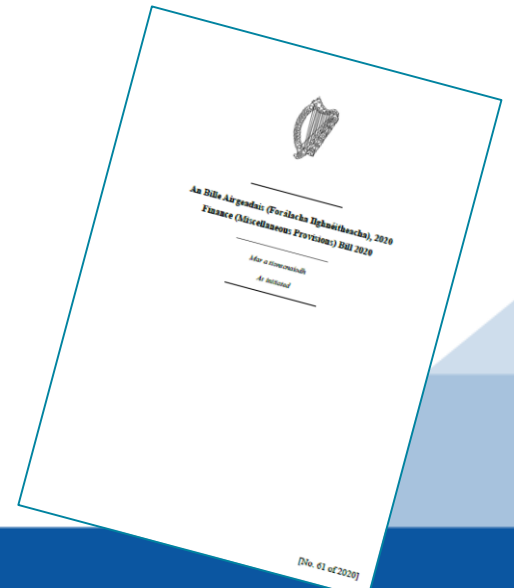 An Bille Airgeadais (Forálacha Ilghnéitheacha), 2020
Finance (Miscellaneous Provisions) Bill 2020
Mar a tionscnaíodh
As initiated
[No. 61 of 2020]